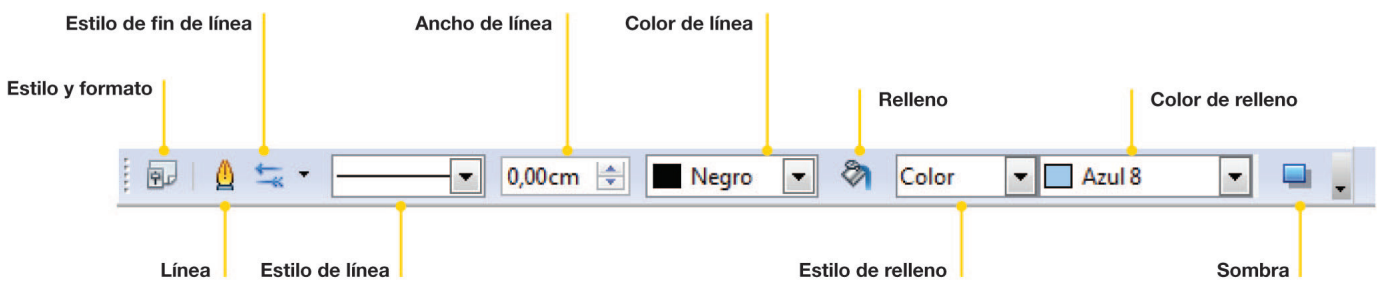 Estilo de fin de línea
Ancho de línea
Color de línea
Estilo y formato
Relleno
Color de relleno
0,00cm
Negro
Color
Azul 8
Línea
Estilo de línea
Estilo de relleno
Sombra